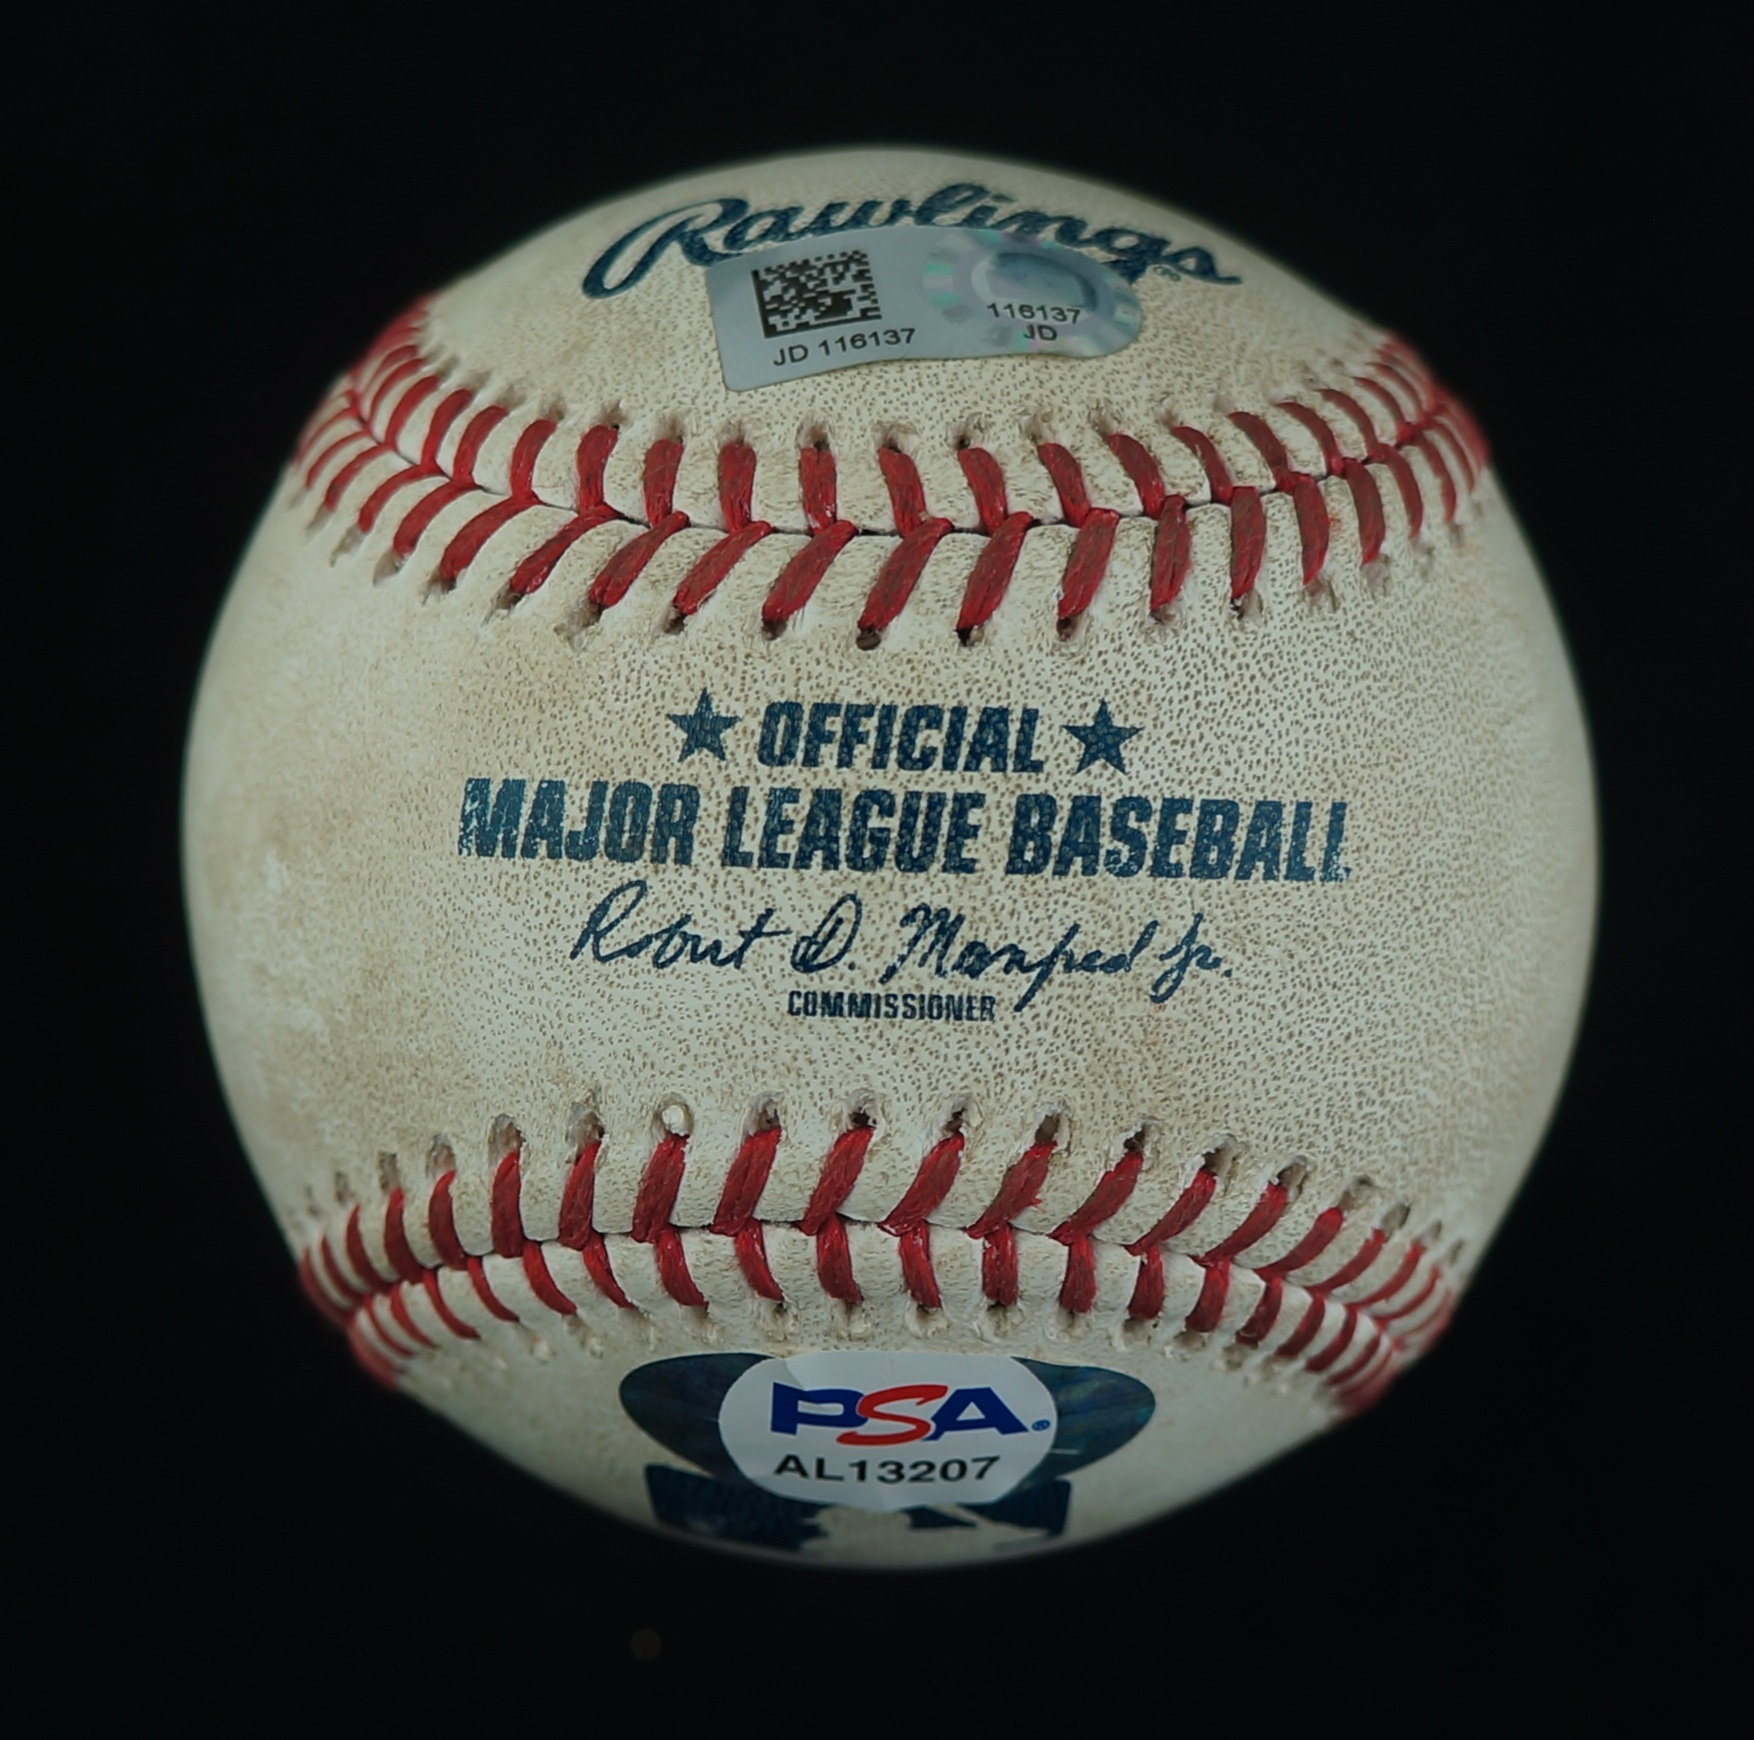 Rawlings®
JD 116137
116137
JD
★ OFFICIAL ★
MAJOR LEAGUE BASEBALL
Robert D. Manfred Jr.
COMMISSIONER
PSA®
AL13207